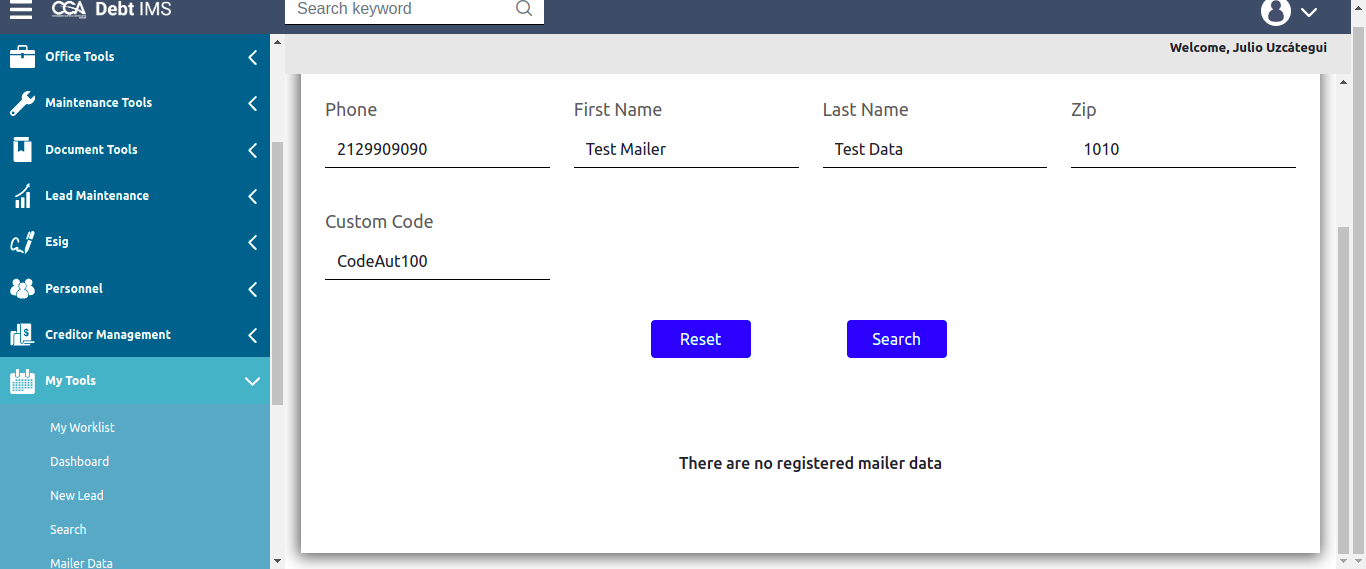 CGA Debt IMS
Search keyword
Welcome, Julio Uzcátegui
Office Tools
Maintenance Tools
Document Tools
Lead Maintenance
Esig
Personnel
Creditor Management
My Tools
My Worklist
Dashboard
New Lead
Search
Mailer Data
Phone First Name Last Name Zip
2129909090 Test Mailer Test Data 1010
Custom Code
CodeAut100
Reset Search
There are no registered mailer data